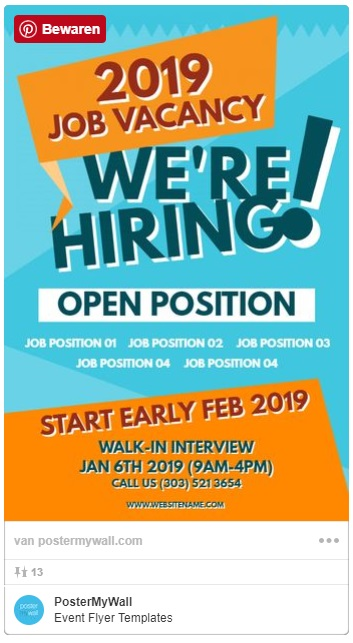 Bewaren
2019
JOB VACANCY
WE'RE
HIRING!
OPEN POSITION
JOB POSITION 01 JOB POSITION 02 JOB POSITION 03
JOB POSITION 04 JOB POSITION 04
START EARLY FEB 2019
WALK-IN INTERVIEW
JAN 6TH 2019 (9AM-4PM)
CALL US (303) 521 3654
WWW.WEBSITENAME.COM
van postermywall.com
13
poster
my wall
PosterMyWall
Event Flyer Templates